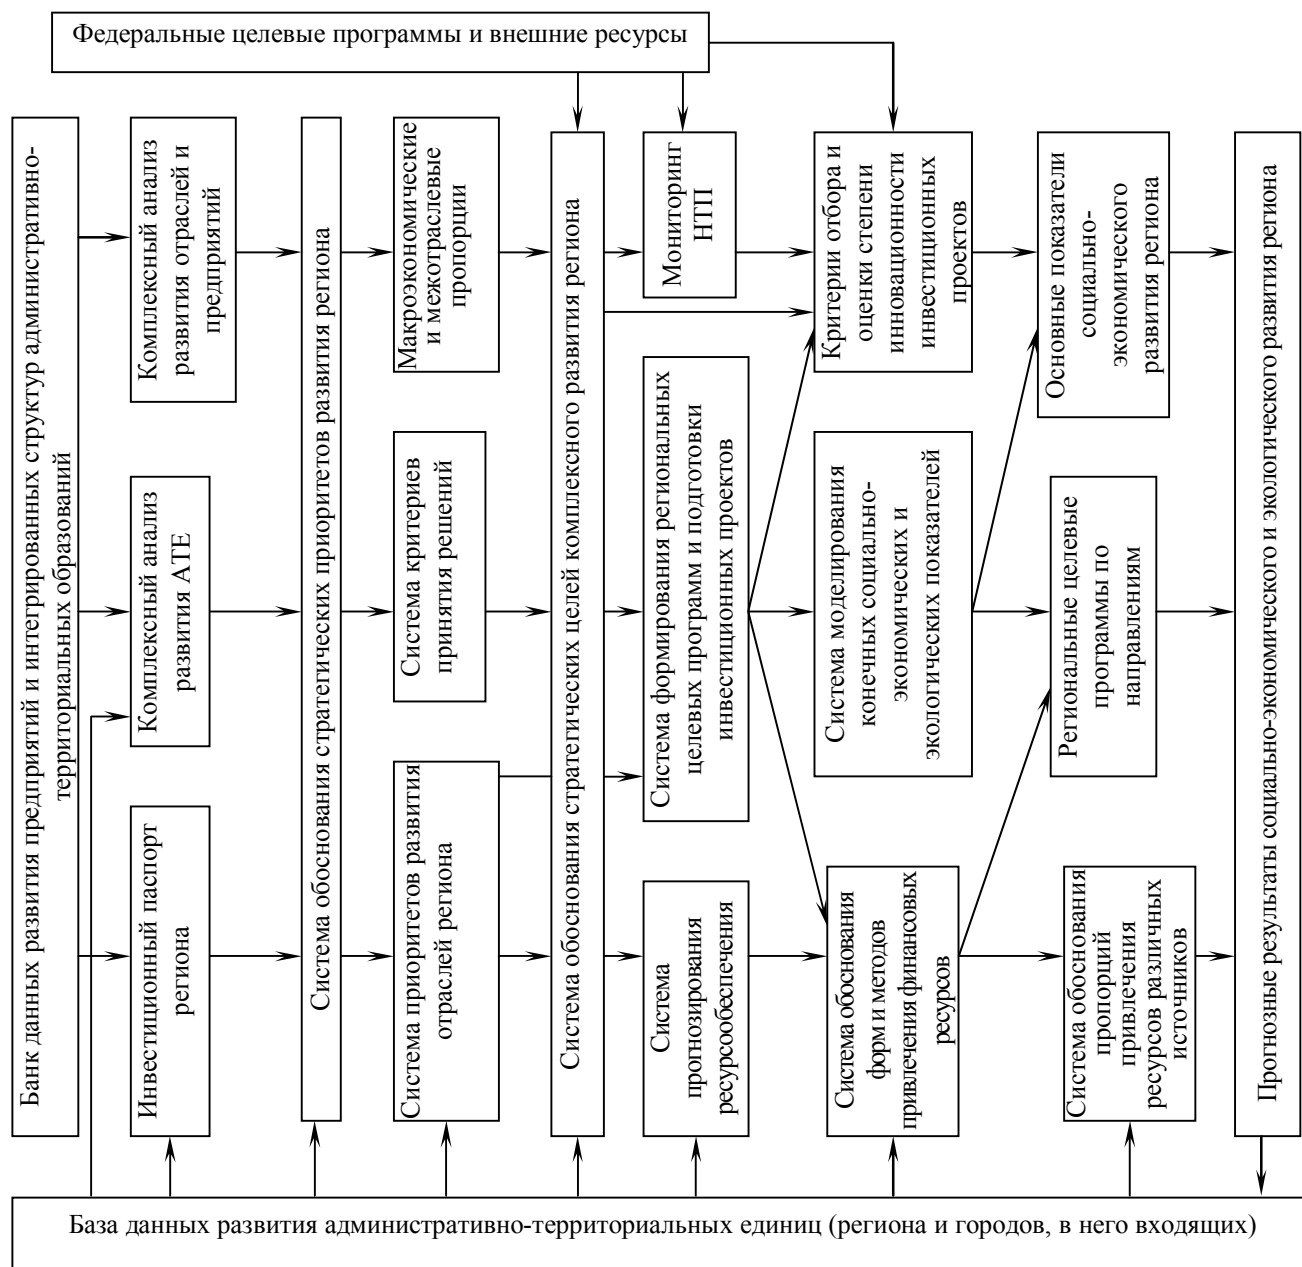 Федеральные целевые программы и внешние ресурсы
Банк данных развития предприятий и интегрированных структур административно-
территориальных образований
Комплексный анализ
развития отраслей и
предприятий
Комплексный анализ
развития АТЕ
Инвестиционный паспорт
региона
Система обоснования стратегических приоритетов развития региона
Макроэкономические
и межотраслевые
пропорции
Система критериев
принятия решений
Система приоритетов развития
отраслей региона
Система обоснования стратегических целей комплексного развития региона
Мониторинг
НТП
Система формирования региональных
целевых программ и подготовки
инвестиционных проектов
Система
прогнозирования
ресурсообеспечения
Критерии отбора и
оценки степени
инновационности
инвестиционных
проектов
Система моделирования
конечных социально-
экономических и
экологических показателей
Система обоснования
форм и методов
привлечения финансовых
ресурсов
Основные показатели
социально-
экономического
развития региона
Региональные целевые
программы по
направлениям
Система обоснования
пропорций
привлечения
ресурсов различных
источников
Прогнозные результаты социально-экономического и экологического развития региона
База данных развития административно-территориальных единиц (региона и городов, в него входящих)